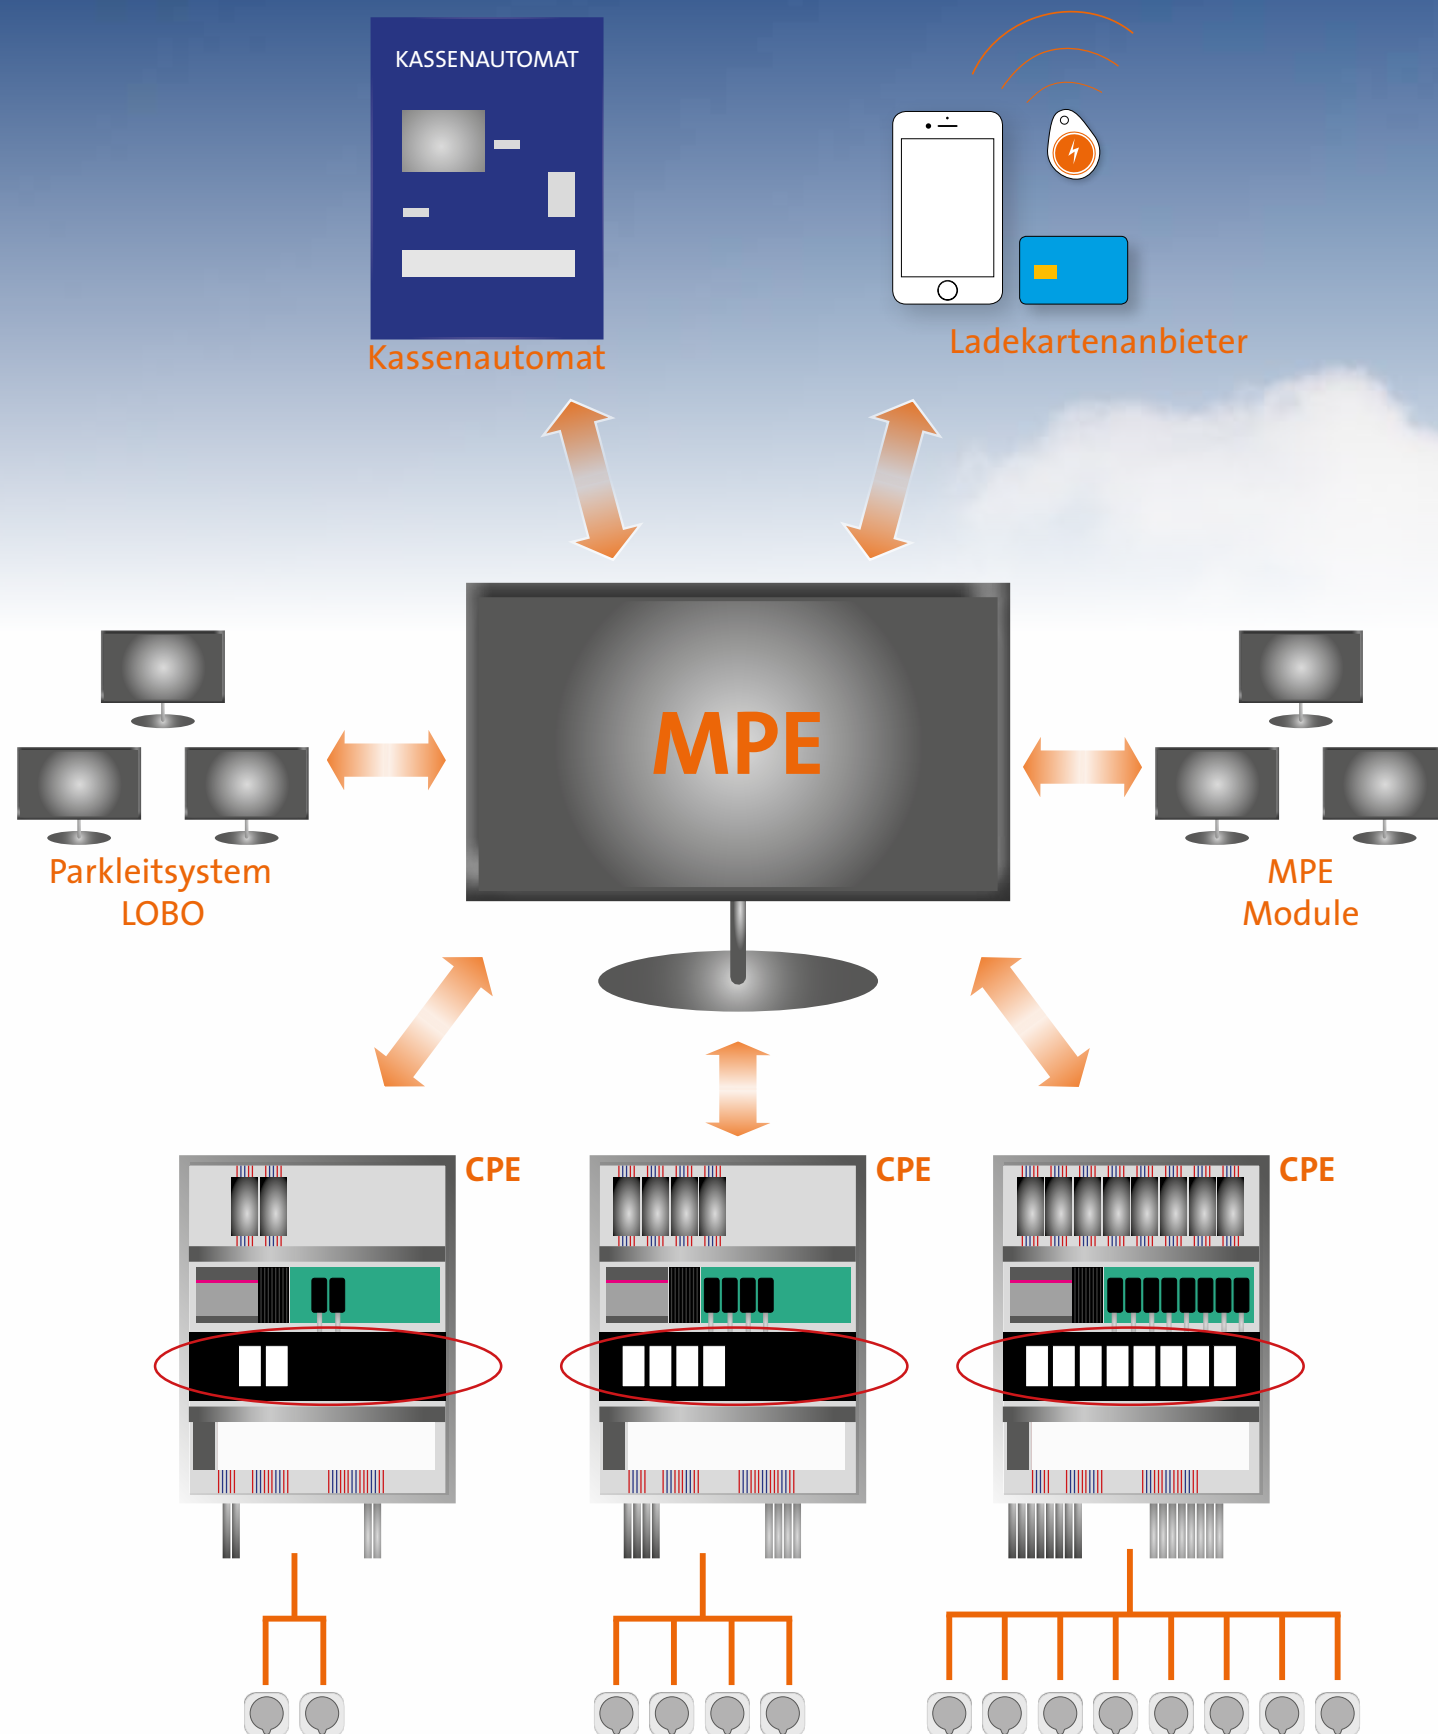 KASSENAUTOMAT
Kassenautomat
Ladekartenanbieter
MPE
Parkleitsystem
LOBO
MPE
Module
CPE
CPE
CPE